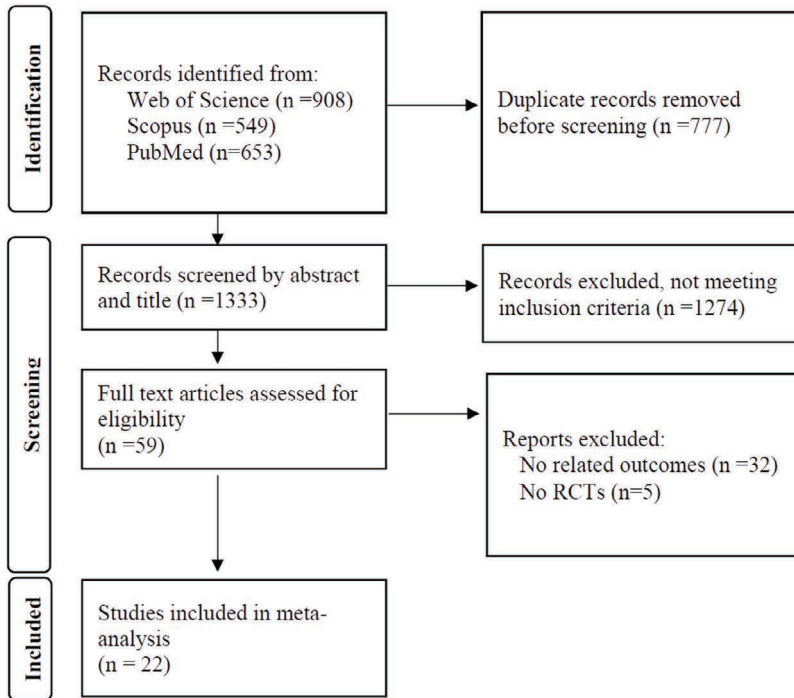 Identification
Records identified from:
Web of Science (n =908)
Scopus (n =549)
PubMed (n=653)
Duplicate records removed
before screening (n =777)
Screening
Records screened by abstract
and title (n =1333)
Records excluded, not meeting
inclusion criteria (n =1274)
Full text articles assessed for
eligibility
(n =59)
Reports excluded:
No related outcomes (n =32)
No RCTs (n=5)
Included
Studies included in meta-
analysis
(n = 22)